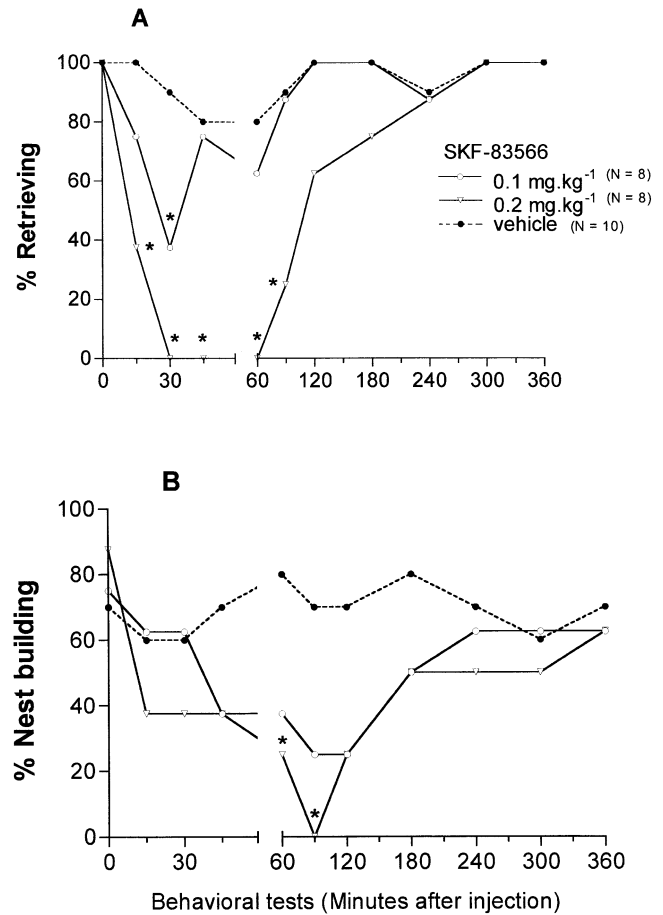 A
% Retrieving
100
80
60
40
20
0
* * * * * *
0 30 60 120 180 240 300 360
SKF-83566
0.1 mg.kg-1 (N = 8)
0.2 mg.kg-1 (N = 8)
vehicle (N = 10)
B
% Nest building
100
80
60
40
20
0
* *
0 30 60 120 180 240 300 360
Behavioral tests (Minutes after injection)